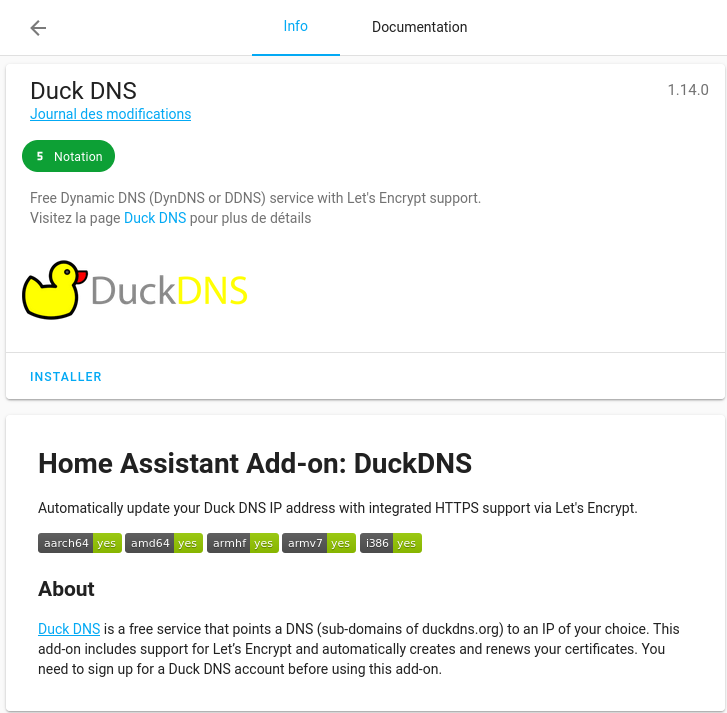 Info
Documentation
Duck DNS
1.14.0
Journal des modifications
5 Notation
Free Dynamic DNS (DynDNS or DDNS) service with Let's Encrypt support.
Visitez la page Duck DNS pour plus de détails
DuckDNS
INSTALLER
Home Assistant Add-on: DuckDNS
Automatically update your Duck DNS IP address with integrated HTTPS support via Let's Encrypt.
aarch64 yes amd64 yes armhf yes armv7 yes i386 yes
About
Duck DNS is a free service that points a DNS (sub-domains of duckdns.org) to an IP of your choice. This
add-on includes support for Let’s Encrypt and automatically creates and renews your certificates. You
need to sign up for a Duck DNS account before using this add-on.